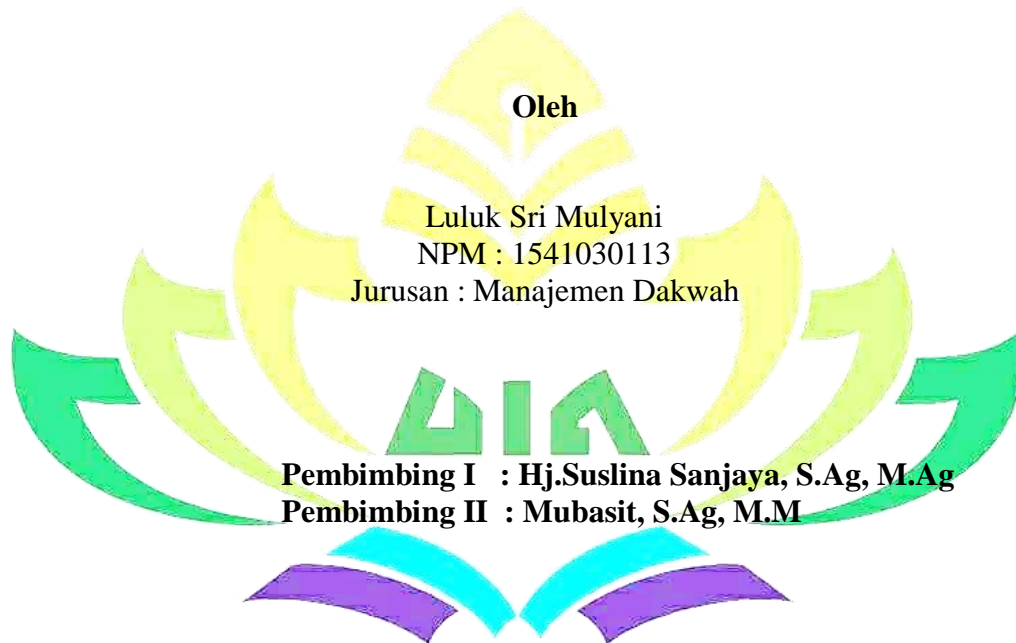 Oleh
Luluk Sri Mulyani
NPM : 1541030113
Jurusan : Manajemen Dakwah
UIN
Pembimbing I : Hj.Suslina Sanjaya, S.Ag, M.Ag
Pembimbing II : Mubasit, S.Ag, M.M